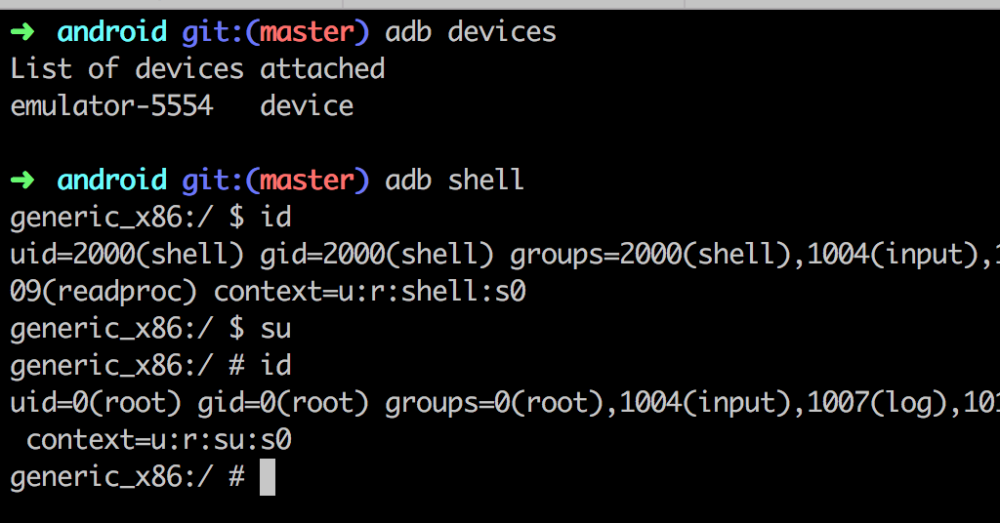 ➜ android git:(master) adb devices
List of devices attached
emulator-5554 device
➜ android git:(master) adb shell
generic_x86:/ $ id
uid=2000(shell) gid=2000(shell) groups=2000(shell),1004(input),
09(readproc) context=u:r:shell:s0
generic_x86:/ $ su
generic_x86:/ # id
uid=0(root) gid=0(root) groups=0(root),1004(input),1007(log),101
context=u:r:su:s0
generic_x86:/ #